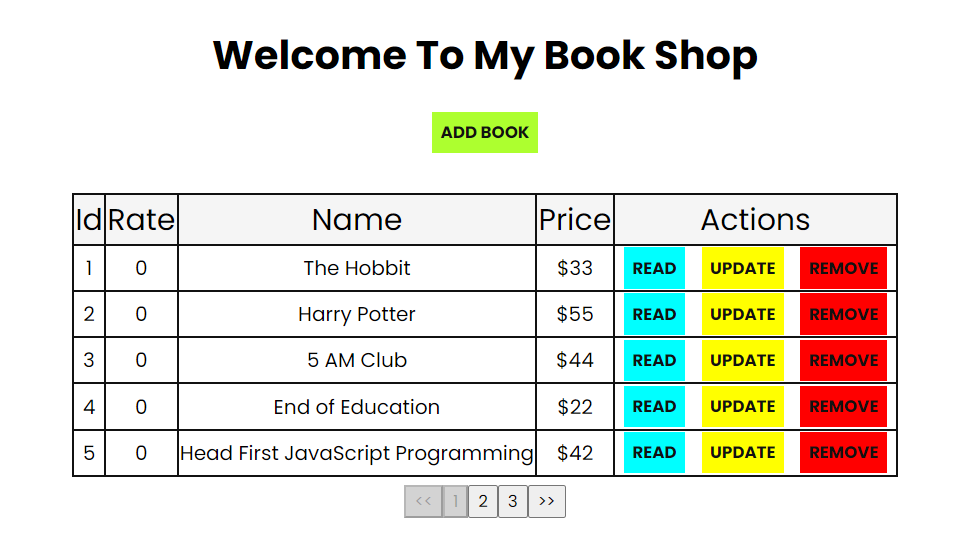 Welcome To My Book Shop
ADD BOOK
Id Rate Name Price Actions
1 0 The Hobbit $33 READ UPDATE REMOVE
2 0 Harry Potter $55 READ UPDATE REMOVE
3 0 5 AM Club $44 READ UPDATE REMOVE
4 0 End of Education $22 READ UPDATE REMOVE
5 0 Head First JavaScript Programming $42 READ UPDATE REMOVE
<< 1 2 3 >>